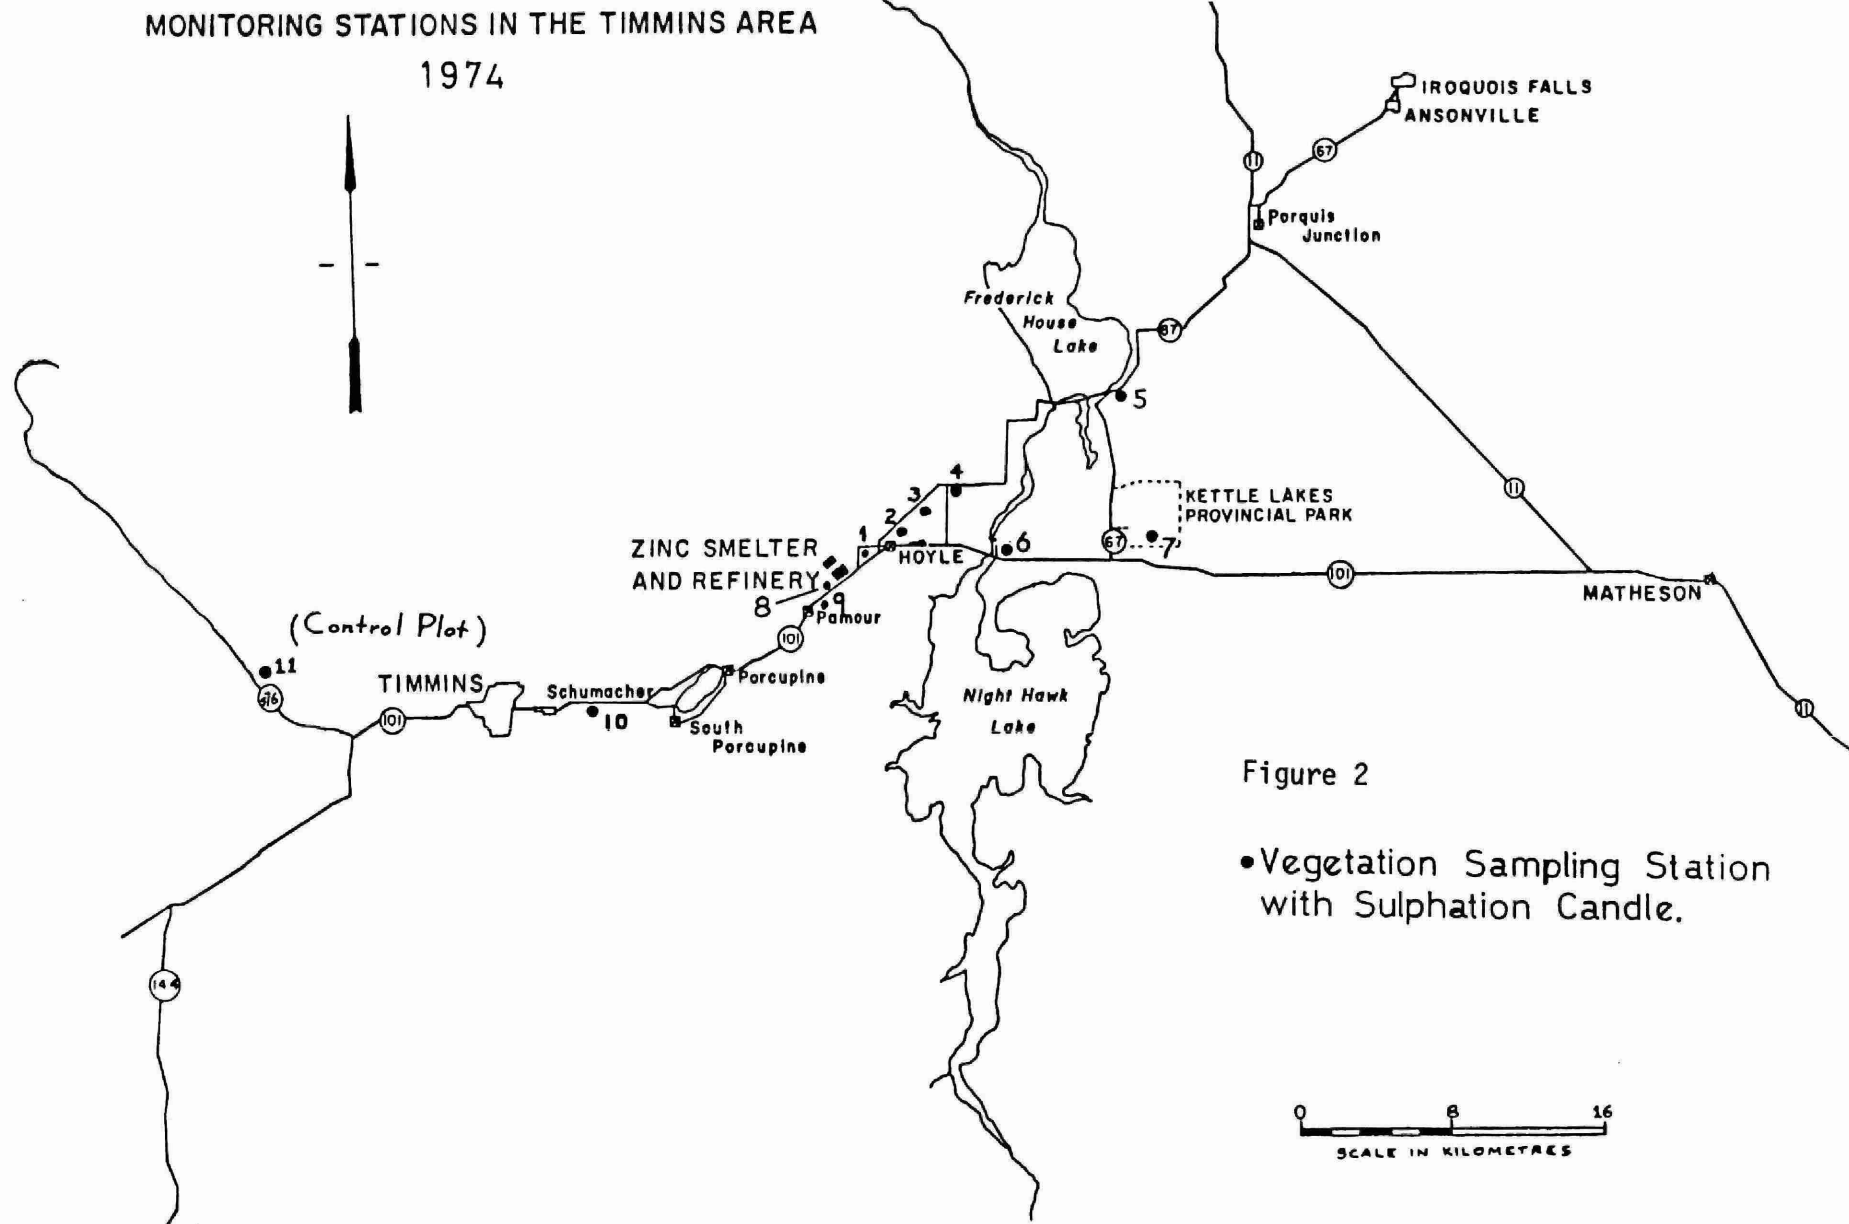 MONITORING STATIONS IN THE TIMMINS AREA
1974
IROQUOIS FALLS
ANSONVILLE
67
11
Porquis
Junction
Frederick
House
Lake
67
5
4
3
2
1
KETTLE LAKES
PROVINCIAL PARK
11
ZINC SMELTER
AND REFINERY
HOYLE
6
67
7
101
MATHESON
8
9
Pamour
101
(Control Plot)
11
576
TIMMINS
101
Schumacher
10
Porcupine
South
Porcupine
Night Hawk
Lake
11
Figure 2
Vegetation Sampling Station
with Sulphation Candle.
144
0 8 16
SCALE IN KILOMETRES